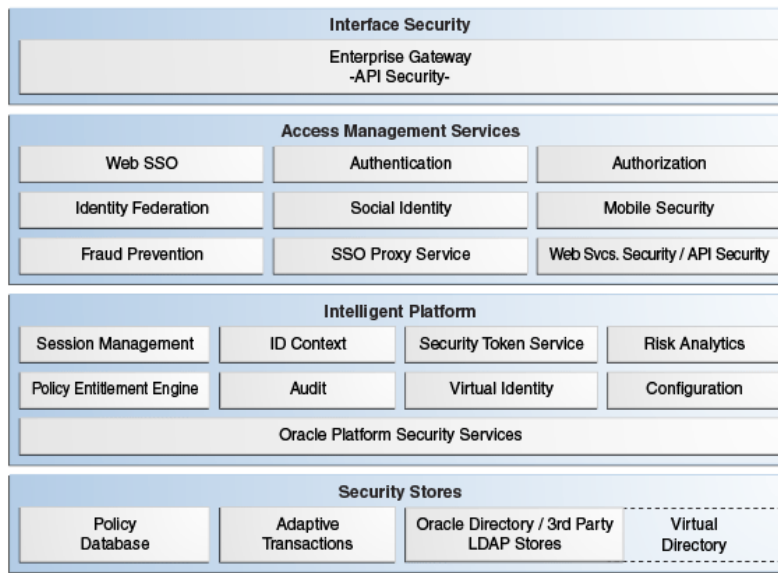 Interface Security
Enterprise Gateway
-API Security-
Access Management Services
Web SSO
Authentication
Authorization
Identity Federation
Social Identity
Mobile Security
Fraud Prevention
SSO Proxy Service
Web Svcs. Security / API Security
Intelligent Platform
Session Management
ID Context
Security Token Service
Risk Analytics
Policy Entitlement Engine
Audit
Virtual Identity
Configuration
Oracle Platform Security Services
Security Stores
Policy
Database
Adaptive
Transactions
Oracle Directory / 3rd Party
LDAP Stores
Virtual
Directory